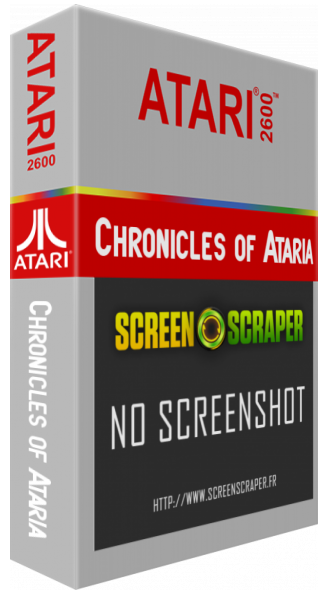 ATARI
2600
ATARI®
CHRONICLES OF ATARIA
ATARI® 2600™
CHRONICLES OF ATARIA
SCREEN SCRAPER
NO SCREENSHOT
HTTP://WWW.SCREENSCRAPER.FR